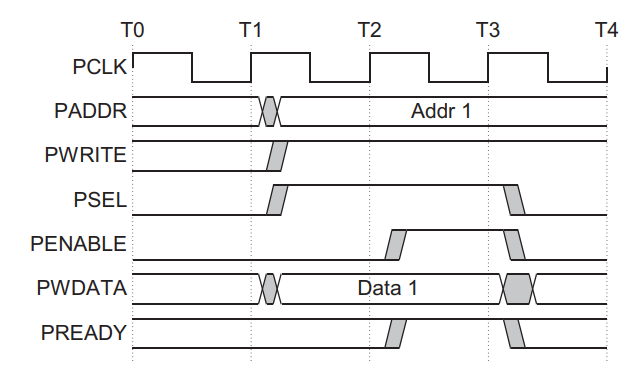 T0 T1 T2 T3 T4
PCLK
PADDR Addr 1
PWRITE
PSEL
PENABLE
PWDATA Data 1
PREADY